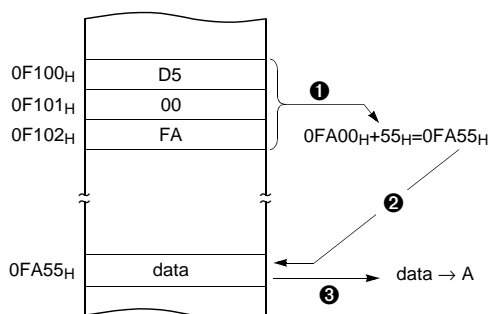 0F100H D5
0F101H 00 ❶
0F102H FA 0FA00H+55H=0FA55H
❷
0FA55H data data → A
❸